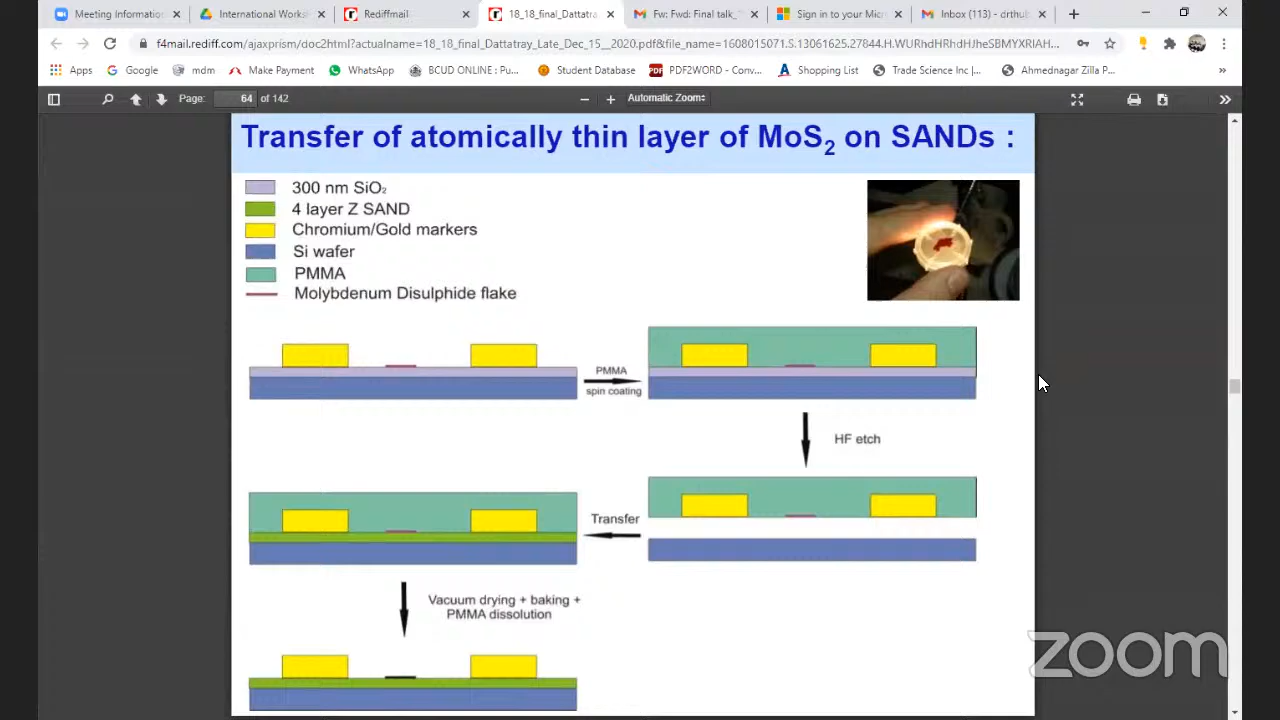 Meeting Informatio
International Works
Rediffmail
18_18_final_Dattatra
Fw: Fwd: Final talk_
Sign in to your Micr
Inbox (113) - drthub
f4mail.rediff.com/ajaxprism/doc2html?actualname=18_18_final_Dattatray_Late_Dec_15__2020.pdf&file_name=1608015071.S.13061625.27844.H.WURhdHRhdHJheSBMYXRIAH...
Apps
Google
mdm
Make Payment
WhatsApp
BCUD ONLINE : Pu...
Student Database
PDF
PDF2WORD - Conv...
Shopping List
Trade Science Inc |...
Ahmednagar Zilla P...
Page: 64 of 142
Automatic Zoom
Transfer of atomically thin layer of MoS2 on SANDs :
300 nm SiO2
4 layer Z SAND
Chromium/Gold markers
Si wafer
PMMA
Molybdenum Disulphide flake
PMMA
spin coating
HF etch
Transfer
Vacuum drying + baking +
PMMA dissolution
zoom